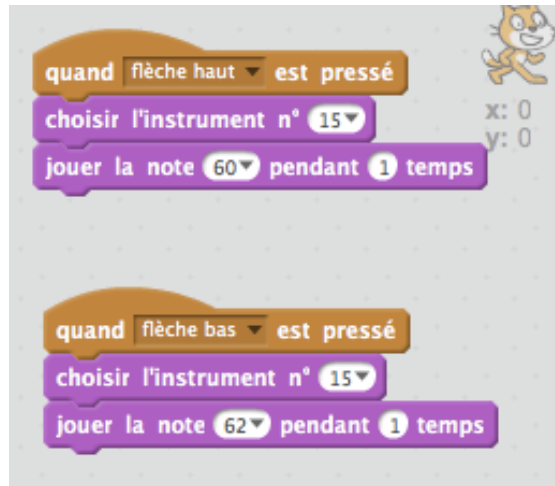 quand flèche haut est pressé
choisir l'instrument n° 15
jouer la note 60 pendant 1 temps
x: 0
y: 0
quand flèche bas est pressé
choisir l'instrument n° 15
jouer la note 62 pendant 1 temps